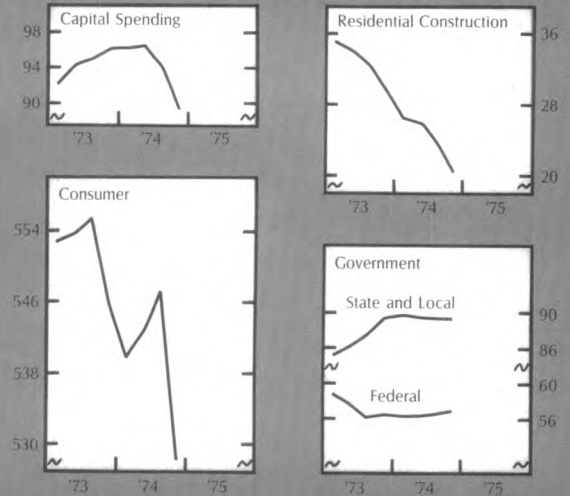 Capital Spending
98
94
90
'73 '74 '75
Residential Construction
36
28
20
'73 '74 '75
Consumer
554
546
538
530
'73 '74 '75
Government
State and Local
90
86
Federal
60
56
'73 '74 '75